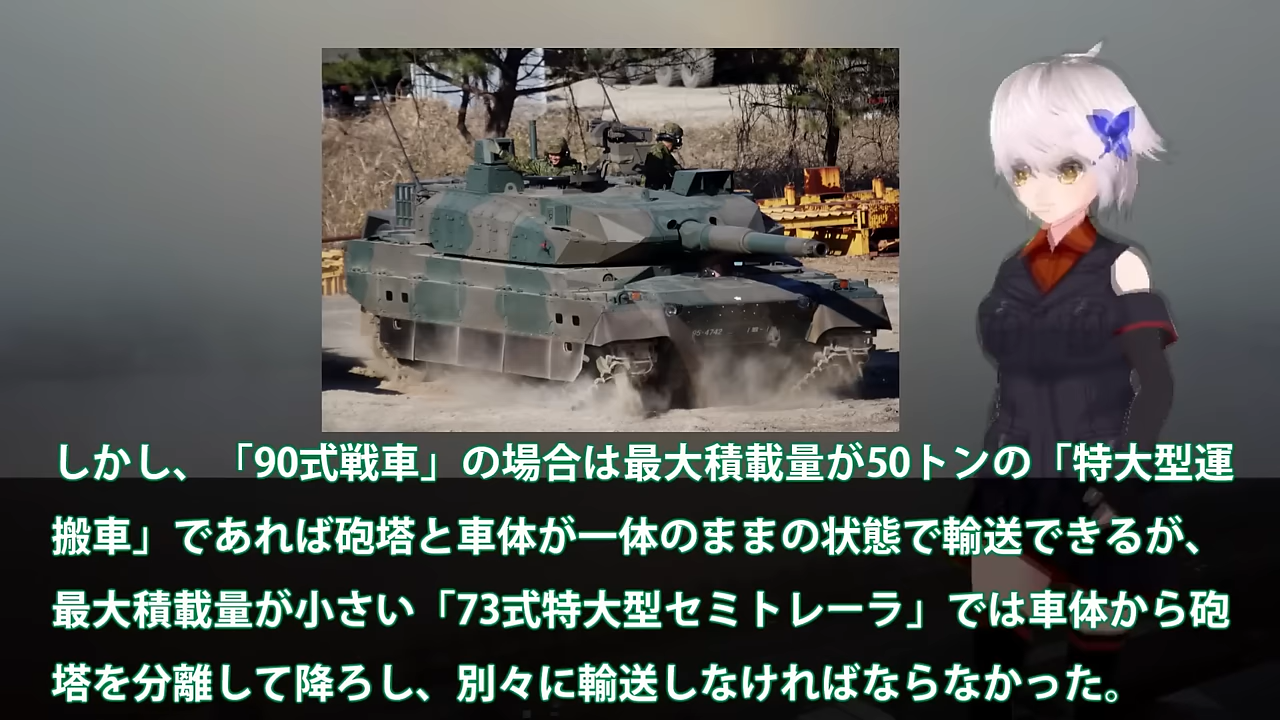 95-4742
しかし、「90式戦車」の場合は最大積載量が50トンの「特大型運
搬車」であれば砲塔と車体が一体のままの状態で輸送できるが、
最大積載量が小さい「73式特大型セミトレーラ」では車体から砲
塔を分離して降ろし、別々に輸送しなければならなかった。